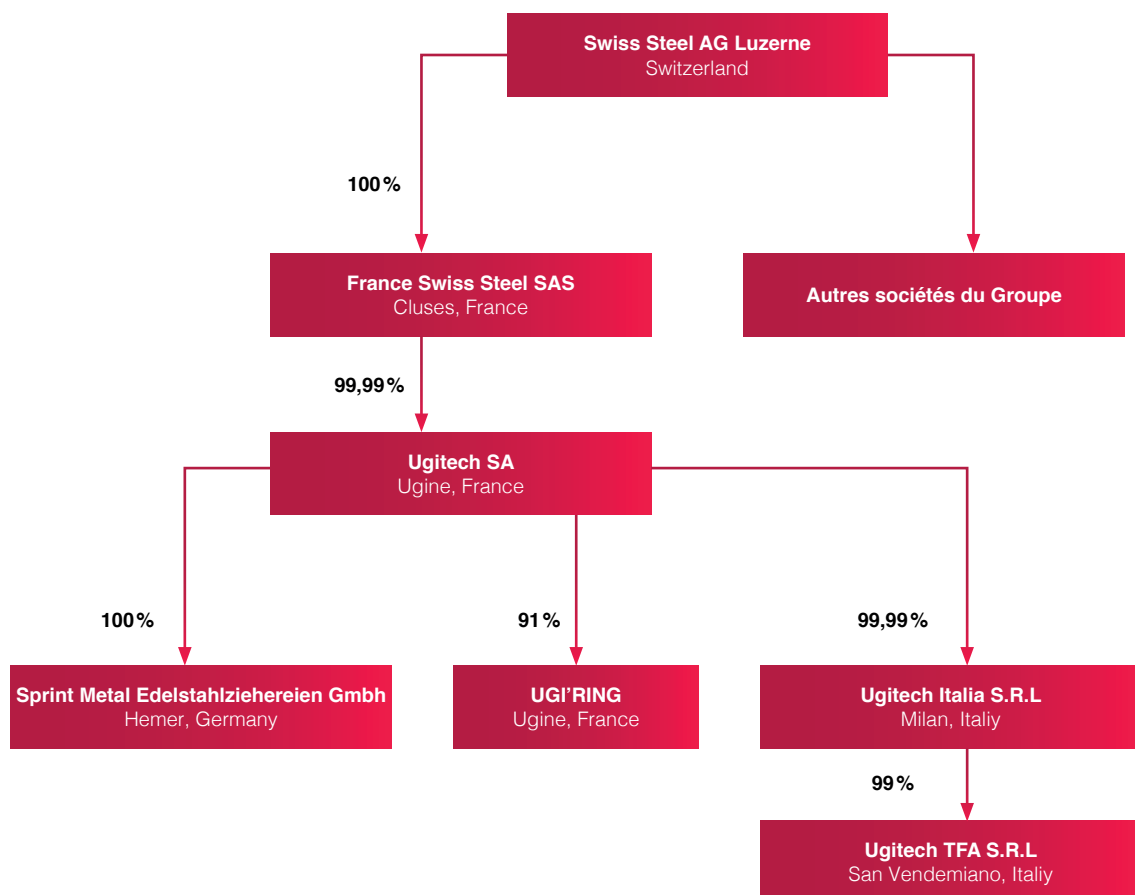 Swiss Steel AG Luzerne
Switzerland
100 %
France Swiss Steel SAS
Cluses, France
Autres sociétés du Groupe
99,99 %
Ugitech SA
Ugine, France
100 %
91 %
99,99 %
Sprint Metal Edelstahlziehereien Gmbh
Hemer, Germany
UGI’RING
Ugine, France
Ugitech Italia S.R.L
Milan, Italiy
99 %
Ugitech TFA S.R.L
San Vendemiano, Italiy